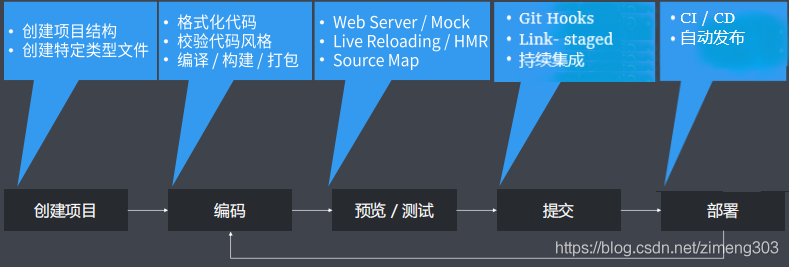 • 创建项目结构
• 创建特定类型文件
• 格式化代码
• 校验代码风格
• 编译 / 构建 / 打包
• Web Server / Mock
• Live Reloading / HMR
• Source Map
• Git Hooks
• Link- staged
• 持续集成
• CI / CD
• 自动发布
创建项目
编码
预览 / 测试
提交
部署
https://blog.csdn.net/zimeng303